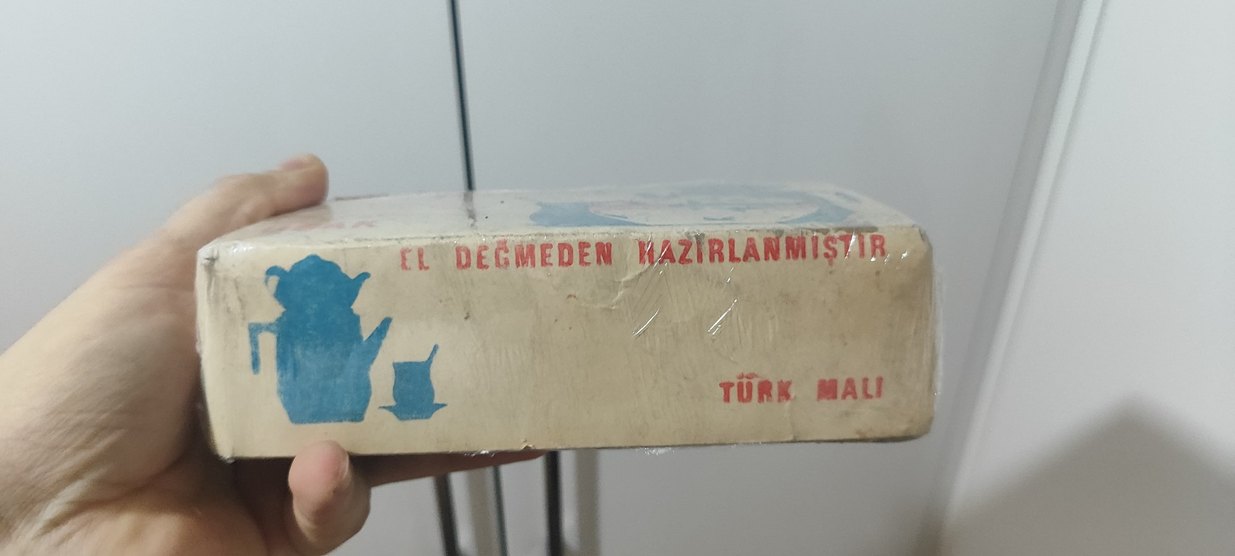 EL DEĞMEDEN HAZIRLANMIŞTIR
TÜRK MALI